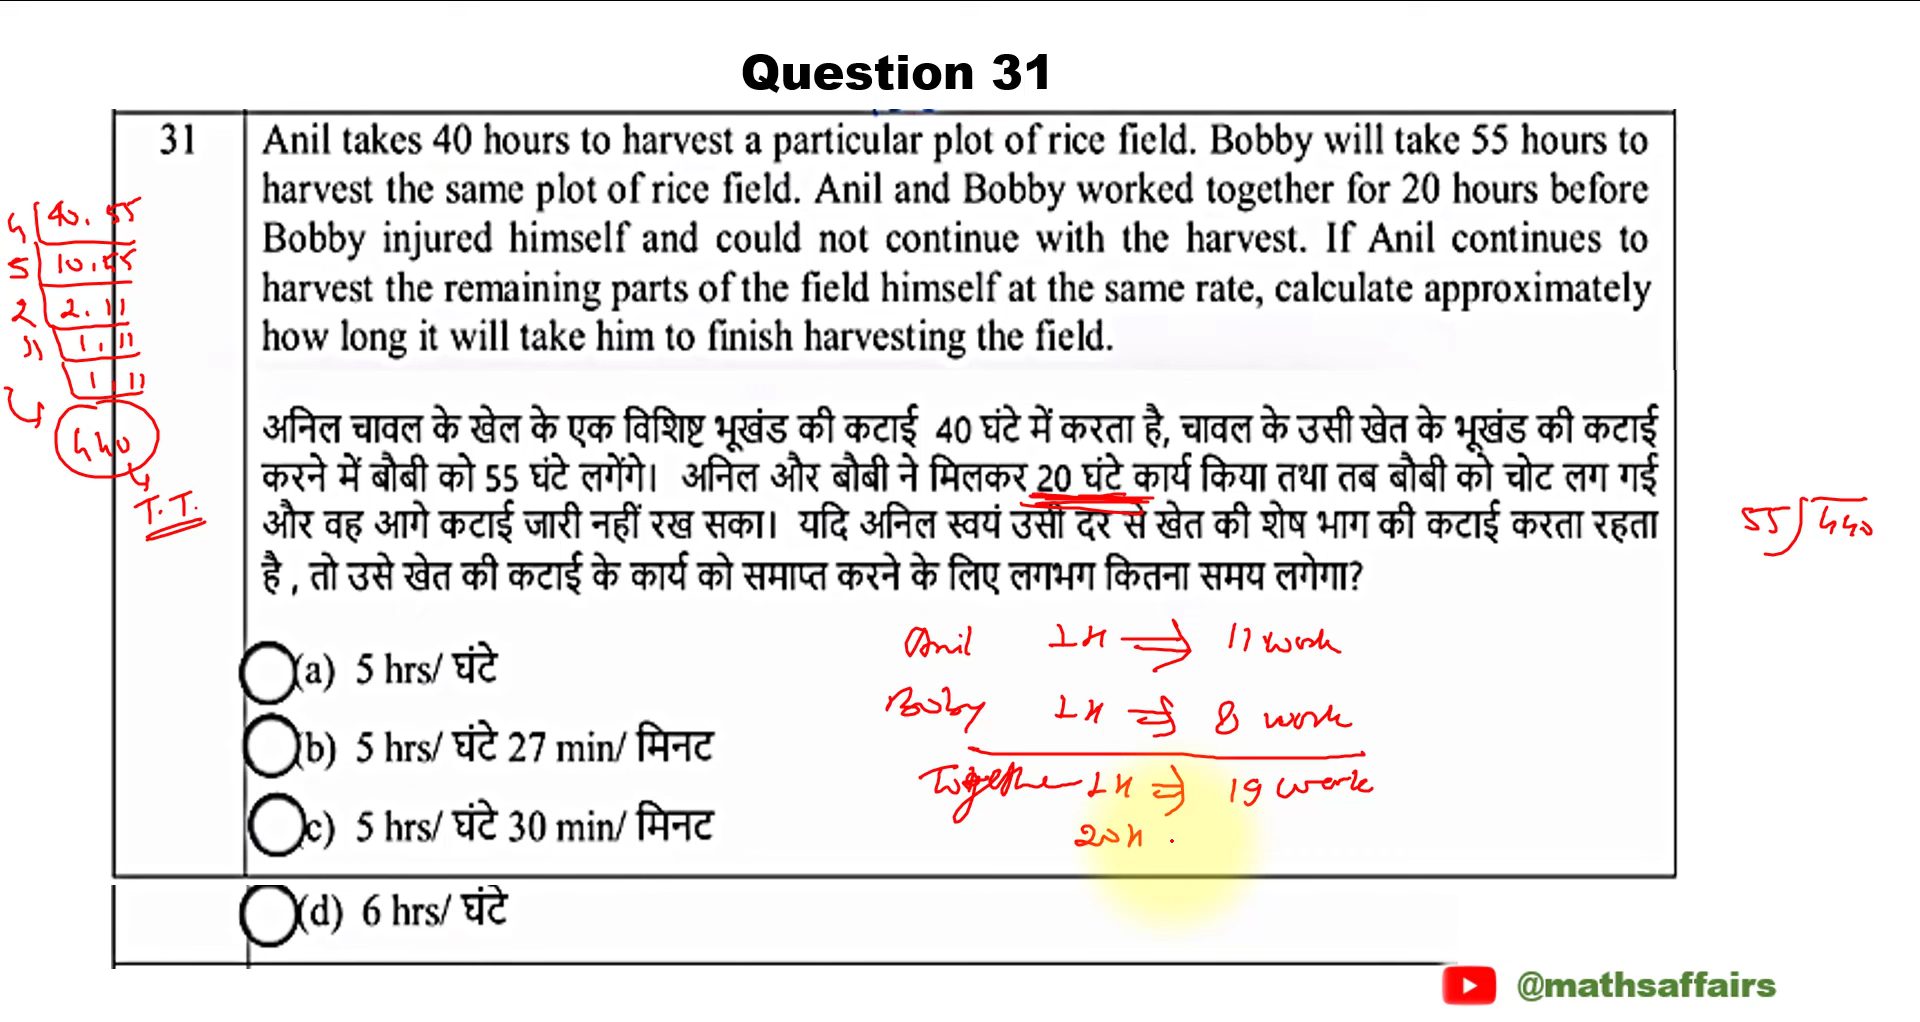 Question 31
31
Anil takes 40 hours to harvest a particular plot of rice field. Bobby will take 55 hours to
harvest the same plot of rice field. Anil and Bobby worked together for 20 hours before
Bobby injured himself and could not continue with the harvest. If Anil continues to
harvest the remaining parts of the field himself at the same rate, calculate approximately
how long it will take him to finish harvesting the field.
4 40, 55
5 10, 55
2 2, 11
11 1, 11
1, 11
440
T.T.
अनिल चावल के खेल के एक विशिष्ट भूखंड की कटाई 40 घंटे में करता है, चावल के उसी खेत के भूखंड की कटाई
करने में बौबी को 55 घंटे लगेंगे। अनिल और बौबी ने मिलकर 20 घंटे कार्य किया तथा तब बौबी को चोट लग गई
और वह आगे कटाई जारी नहीं रख सका। यदि अनिल स्वयं उसी दर से खेत की शेष भाग की कटाई करता रहता
है , तो उसे खेत की कटाई के कार्य को समाप्त करने के लिए लगभग कितना समय लगेगा?
55 440
(a) 5 hrs/ घंटे
(b) 5 hrs/ घंटे 27 min/ मिनट
(c) 5 hrs/ घंटे 30 min/ मिनट
(d) 6 hrs/ घंटे
Anil 1H ⇒ 11 work
Boby 1H ⇒ 8 work
Together 1H ⇒ 19 work
20H
@mathsaffairs